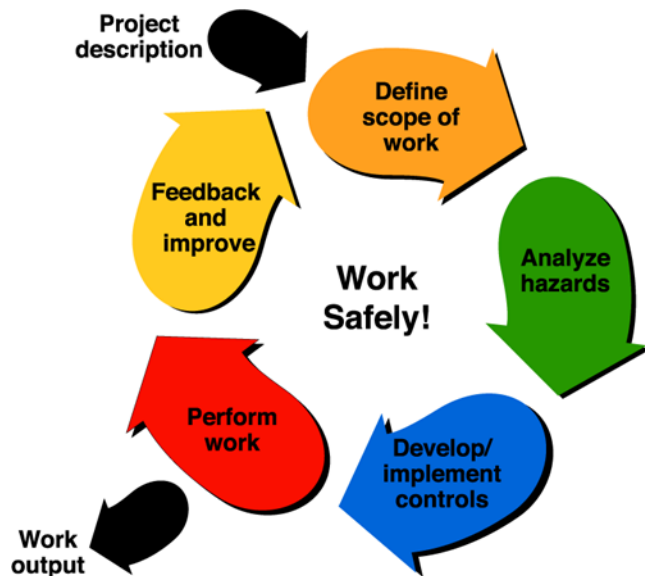 Project
description
Define
scope of
work
Analyze
hazards
Develop/
implement
controls
Perform
work
Work
output
Feedback
and
improve
Work
Safely!